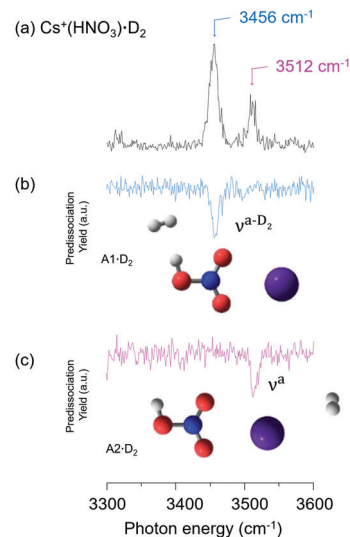 (a) Cs⁺(HNO₃)·D₂
3456 cm⁻¹
3512 cm⁻¹
(b)
Predissociation
Yield (a.u.)
νᵃ⁻ᴰ₂
A1·D₂
(c)
Predissociation
Yield (a.u.)
νᵃ
A2·D₂
3300 3400 3500 3600
Photon energy (cm⁻¹)